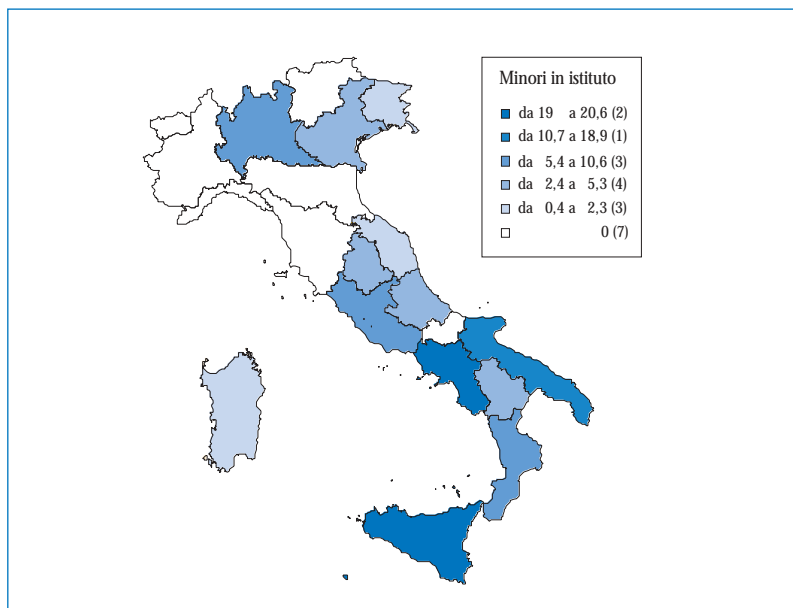 Minori in istituto
da 19 a 20,6 (2)
da 10,7 a 18,9 (1)
da 5,4 a 10,6 (3)
da 2,4 a 5,3 (4)
da 0,4 a 2,3 (3)
0 (7)